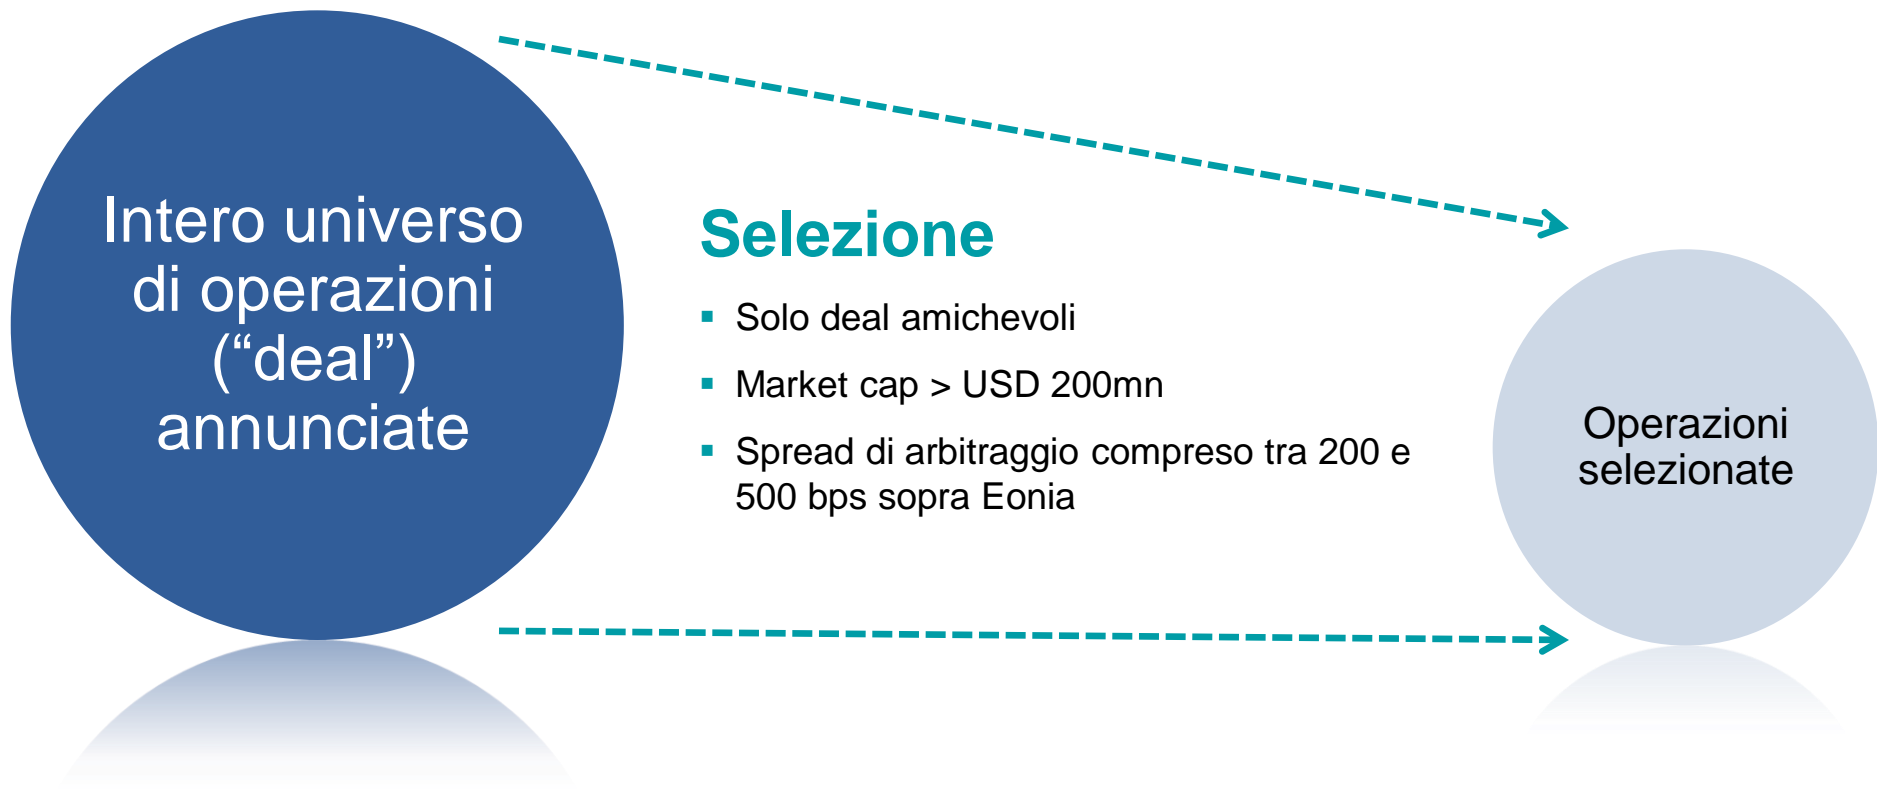 Intero universo
di operazioni
(“deal”)
annunciate
Selezione
▪ Solo deal amichevoli
▪ Market cap > USD 200mn
▪ Spread di arbitraggio compreso tra 200 e
500 bps sopra Eonia
Operazioni
selezionate